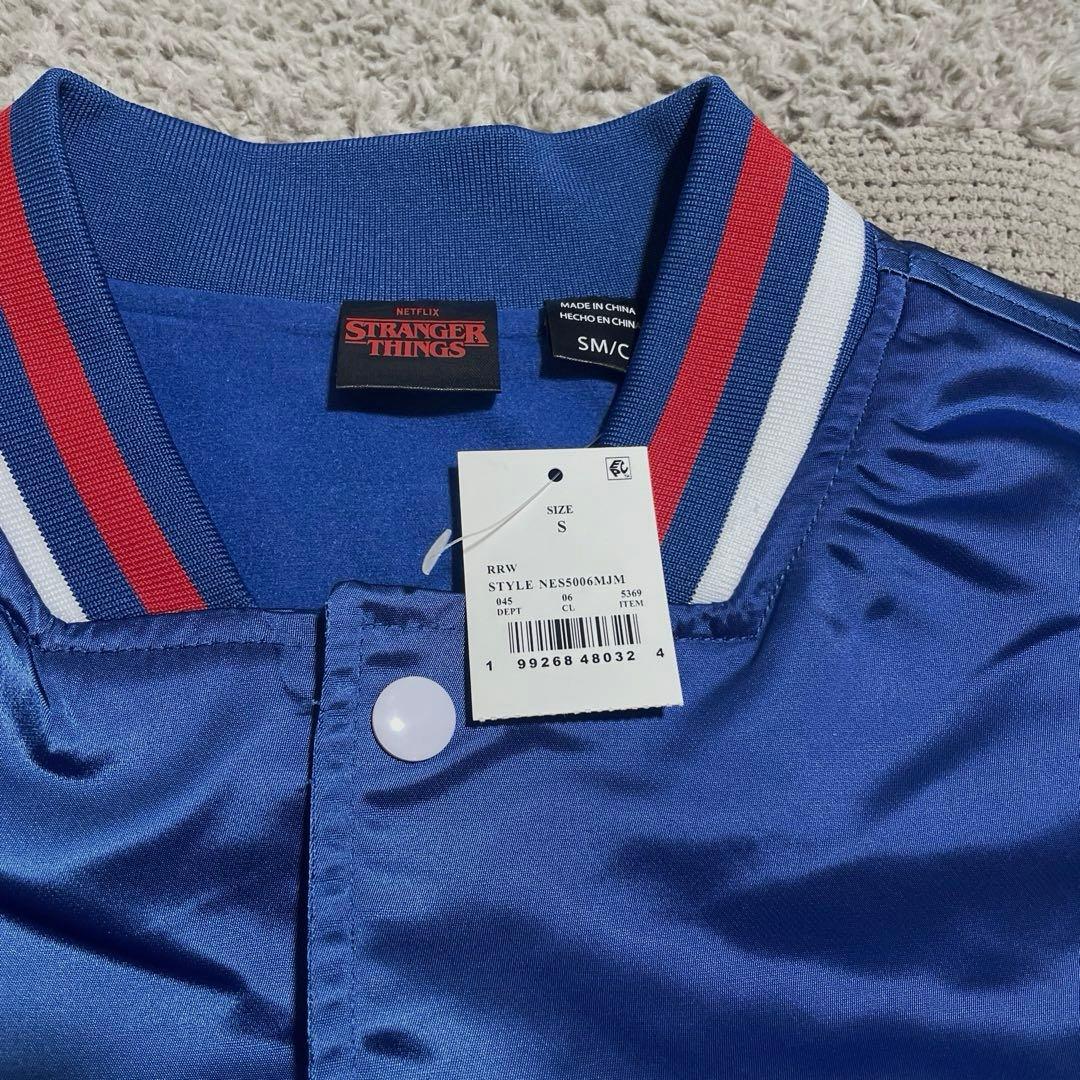 NETFLIX
STRANGER
THINGS
MADE IN CHINA
HECHO EN CHINA
SM/C
SIZE
S
RRW
STYLE NES5006MJM
045 06 5369
DEPT CL ITEM
1 99268 48032 4